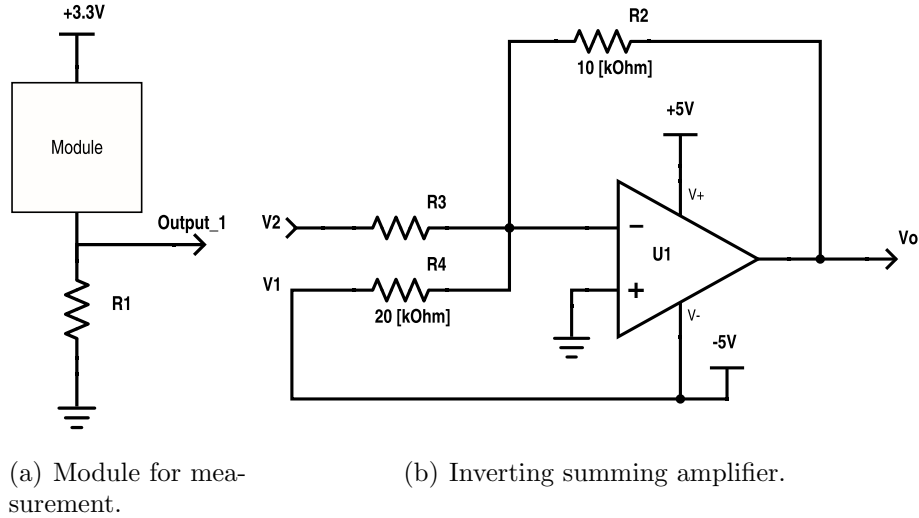 +3.3V
Module
Output_1
R1
R2
10 [kOhm]
+5V
V+
V2
R3
U1
Vo
V1
R4
20 [kOhm]
V-
-5V
(a) Module for mea-
surement.
(b) Inverting summing amplifier.